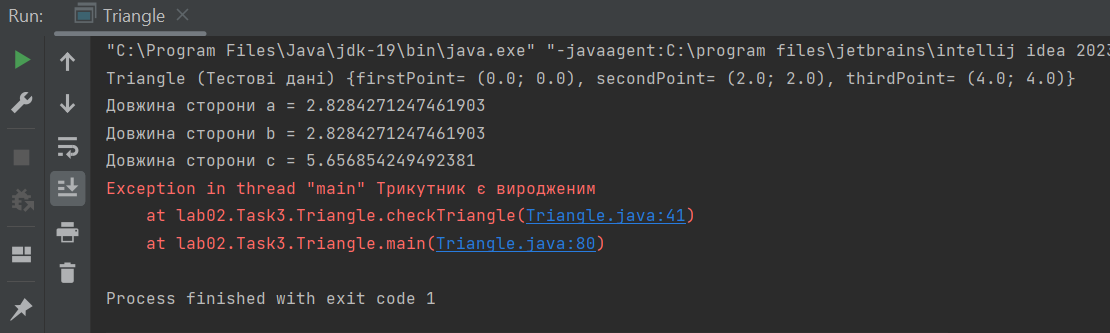 Run: Triangle
"C:\Program Files\Java\jdk-19\bin\java.exe" "-javaagent:C:\program files\jetbrains\intellij idea 2023
Triangle (Тестові дані) {firstPoint= (0.0; 0.0), secondPoint= (2.0; 2.0), thirdPoint= (4.0; 4.0)}
Довжина сторони a = 2.8284271247461903
Довжина сторони b = 2.8284271247461903
Довжина сторони c = 5.656854249492381
Exception in thread "main" Трикутник є виродженим
at lab02.Task3.Triangle.checkTriangle(Triangle.java:41)
at lab02.Task3.Triangle.main(Triangle.java:80)
Process finished with exit code 1